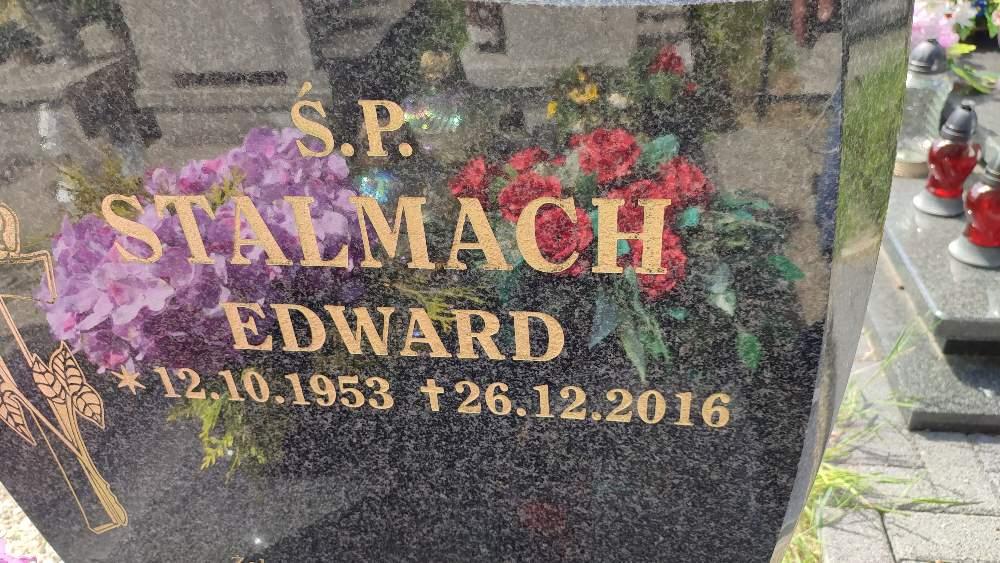 Ś.P.
STALMACH
EDWARD
* 12.10.1953 † 26.12.2016